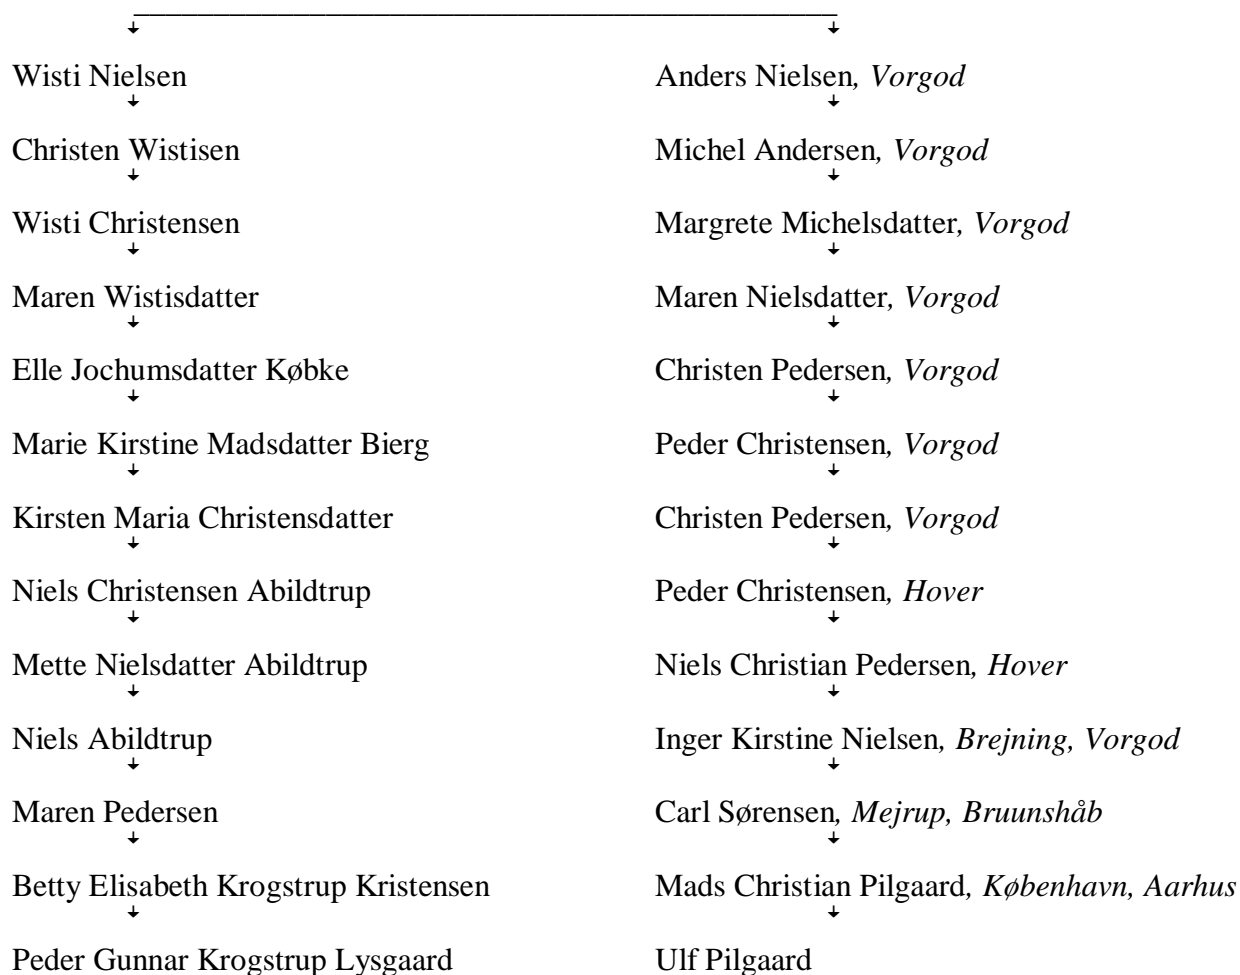 Wisti Nielsen Anders Nielsen, Vorgod
Christen Wistisen Michel Andersen, Vorgod
Wisti Christensen Margrete Michelsdatter, Vorgod
Maren Wistisdatter Maren Nielsdatter, Vorgod
Elle Jochumsdatter Købke Christen Pedersen, Vorgod
Marie Kirstine Madsdatter Bierg Peder Christensen, Vorgod
Kirsten Maria Christensdatter Christen Pedersen, Vorgod
Niels Christensen Abildtrup Peder Christensen, Hover
Mette Nielsdatter Abildtrup Niels Christian Pedersen, Hover
Niels Abildtrup Inger Kirstine Nielsen, Brejning, Vorgod
Maren Pedersen Carl Sørensen, Mejrup, Bruunshåb
Betty Elisabeth Krogstrup Kristensen Mads Christian Pilgaard, København, Aarhus
Peder Gunnar Krogstrup Lysgaard Ulf Pilgaard